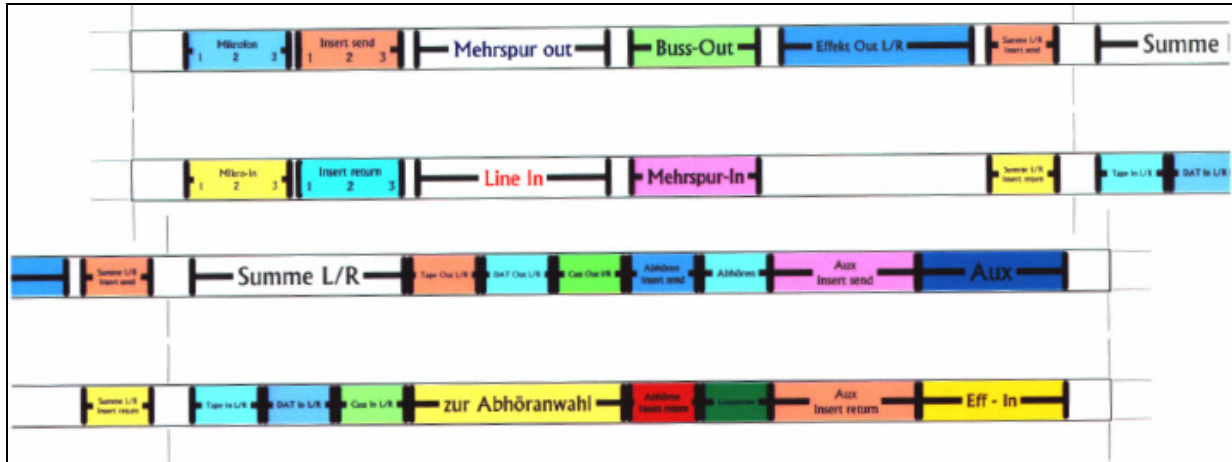 Mikrofon
1 2 3
Insert send
1 2 3
Mehrspur out
Buss-Out
Effekt Out L/R
Summe L/R
Insert send
Summe
Mikro-In
1 2 3
Insert return
1 2 3
Line In
Mehrspur-In
Summe L/R
Insert return
Tape In L/R
DAT In L/R
Summe L/R
Insert send
Summe L/R
Tape Out L/R
DAT Out L/R
Cass Out L/R
Abhören
Insert send
Abhören
Aux
Insert send
Aux
Summe L/R
Insert return
Tape In L/R
DAT In L/R
Cass In L/R
zur Abhöranwahl
Abhören
Insert return
Lautsprecher
Aux
Insert return
Eff - In